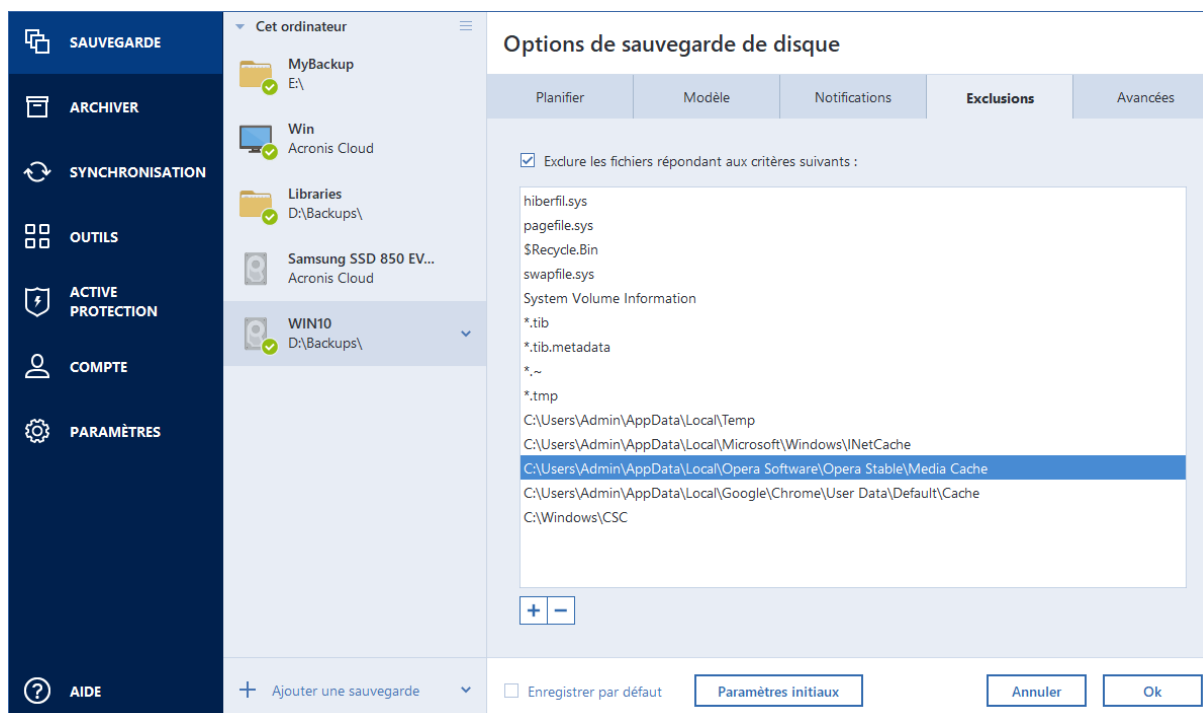 SAUVEGARDE
ARCHIVER
SYNCHRONISATION
OUTILS
ACTIVE
PROTECTION
COMPTE
PARAMÈTRES
AIDE
Cet ordinateur
MyBackup
E:\
Win
Acronis Cloud
Libraries
D:\Backups\
Samsung SSD 850 EV...
Acronis Cloud
WIN10
D:\Backups\
+ Ajouter une sauvegarde
Options de sauvegarde de disque
Planifier
Modèle
Notifications
Exclusions
Avancées
Exclure les fichiers répondant aux critères suivants :
hiberfil.sys
pagefile.sys
$Recycle.Bin
swapfile.sys
System Volume Information
*.tib
*.tib.metadata
*.~
*.tmp
C:\Users\Admin\AppData\Local\Temp
C:\Users\Admin\AppData\Local\Microsoft\Windows\INetCache
C:\Users\Admin\AppData\Local\Opera Software\Opera Stable\Media Cache
C:\Users\Admin\AppData\Local\Google\Chrome\User Data\Default\Cache
C:\Windows\CSC
+ −
Enregistrer par défaut
Paramètres initiaux
Annuler
Ok